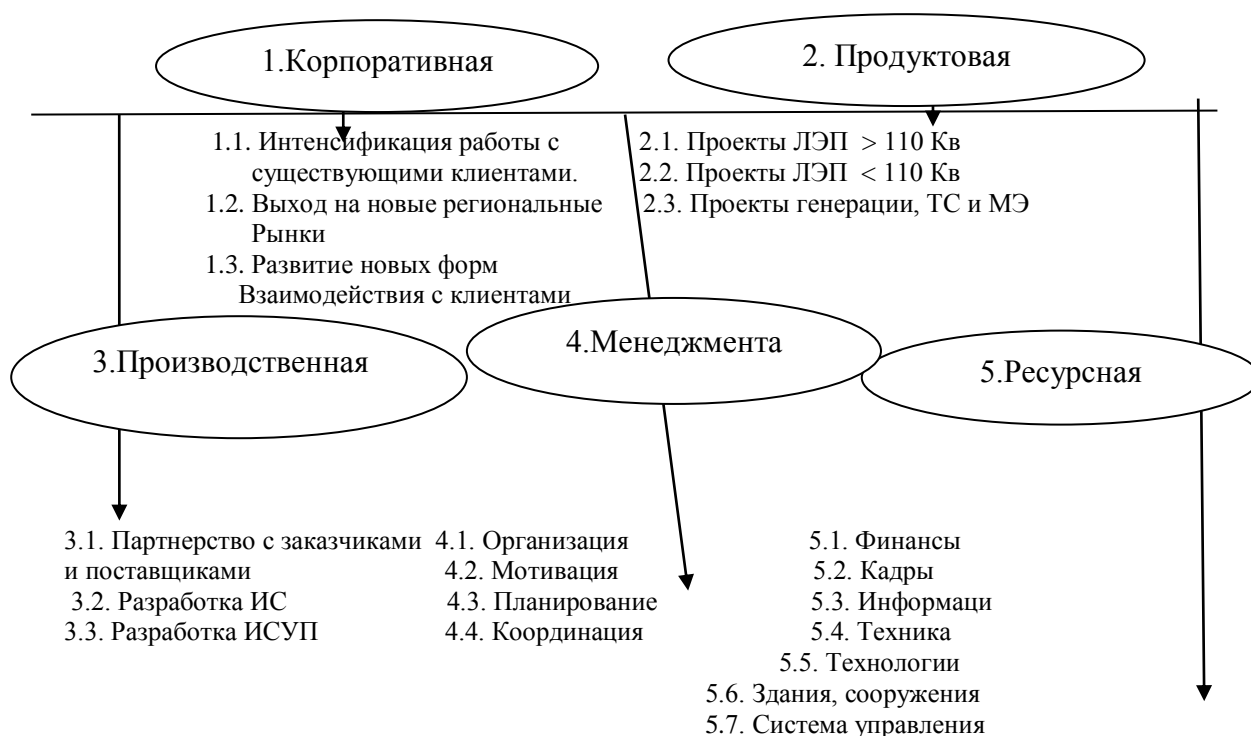 1.Корпоративная
2. Продуктовая
1.1. Интенсификация работы с
существующими клиентами.
1.2. Выход на новые региональные
Рынки
1.3. Развитие новых форм
Взаимодействия с клиентами
2.1. Проекты ЛЭП > 110 Кв
2.2. Проекты ЛЭП < 110 Кв
2.3. Проекты генерации, ТС и МЭ
3.Производственная
4.Менеджмента
5.Ресурсная
3.1. Партнерство с заказчиками
и поставщиками
3.2. Разработка ИС
3.3. Разработка ИСУП
4.1. Организация
4.2. Мотивация
4.3. Планирование
4.4. Координация
5.1. Финансы
5.2. Кадры
5.3. Информаци
5.4. Техника
5.5. Технологии
5.6. Здания, сооружения
5.7. Система управления